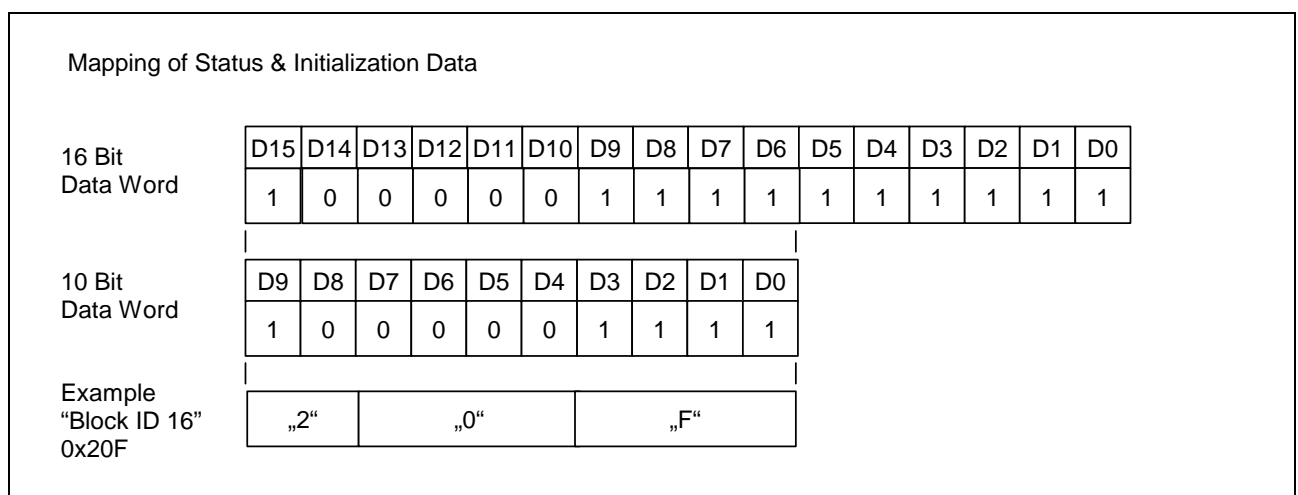 Mapping of Status & Initialization Data
16 Bit
Data Word
D15 D14 D13 D12 D11 D10 D9 D8 D7 D6 D5 D4 D3 D2 D1 D0
1 0 0 0 0 0 1 1 1 1 1 1 1 1 1 1
10 Bit
Data Word
D9 D8 D7 D6 D5 D4 D3 D2 D1 D0
1 0 0 0 0 0 1 1 1 1
Example
“Block ID 16”
0x20F
„2“ „0“ „F“